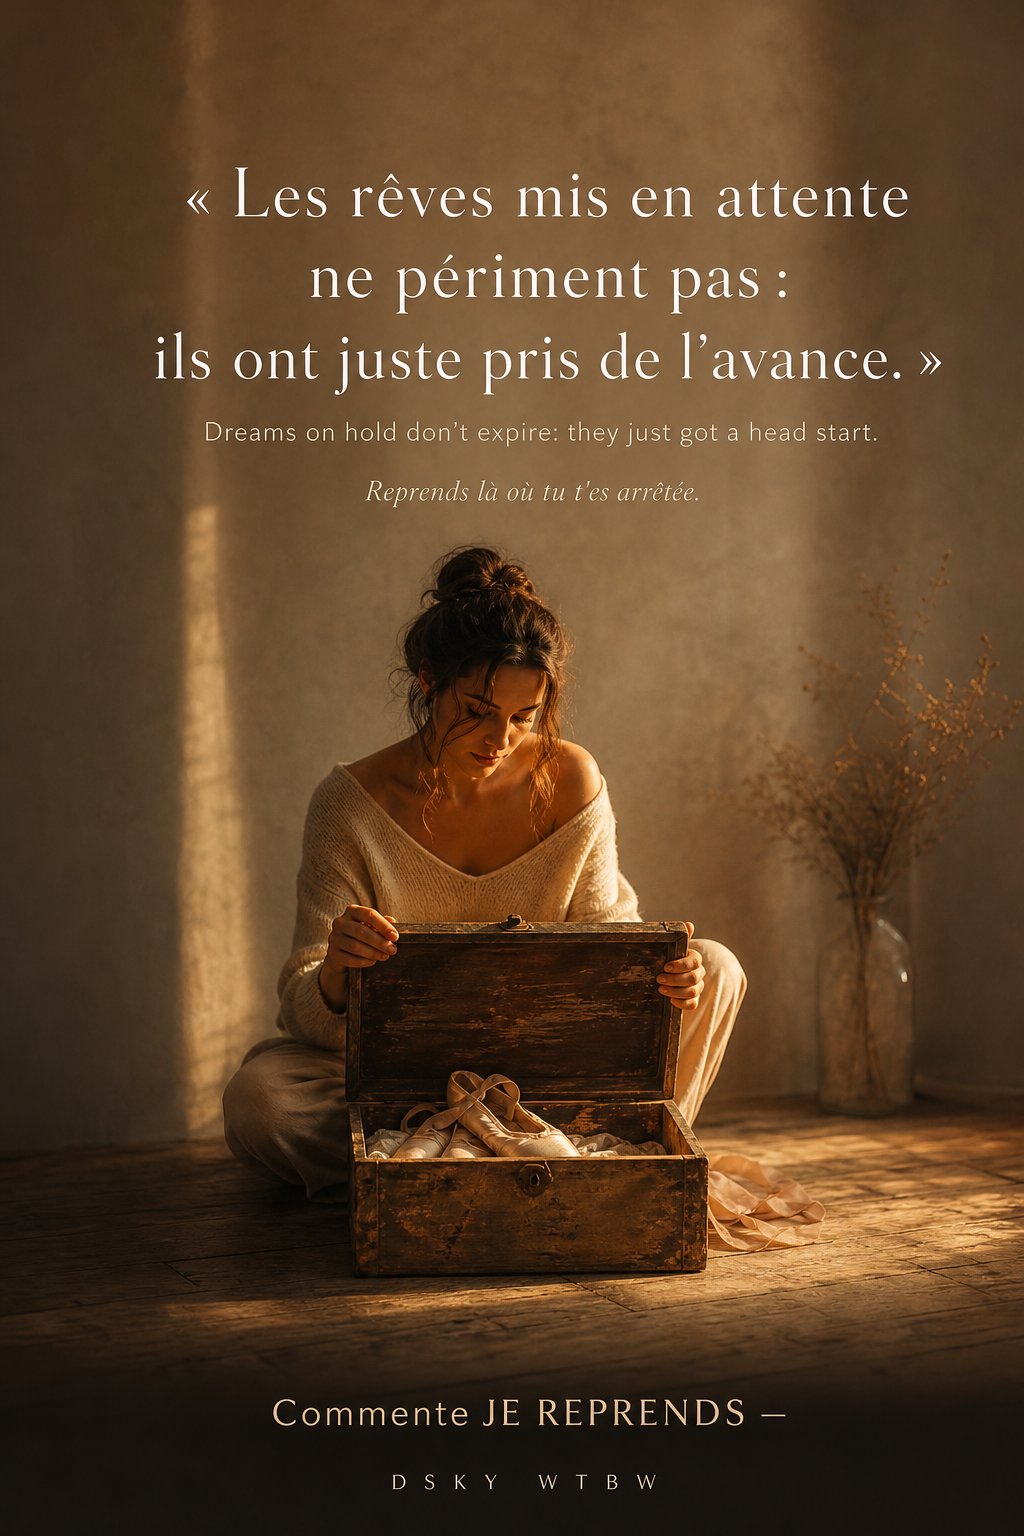 « Les rêves mis en attente
ne périment pas :
ils ont juste pris de l’avance. »
Dreams on hold don’t expire: they just got a head start.
Reprends là où tu t'es arrêtée.
Commente JE REPRENDS –
DSKY WTBW